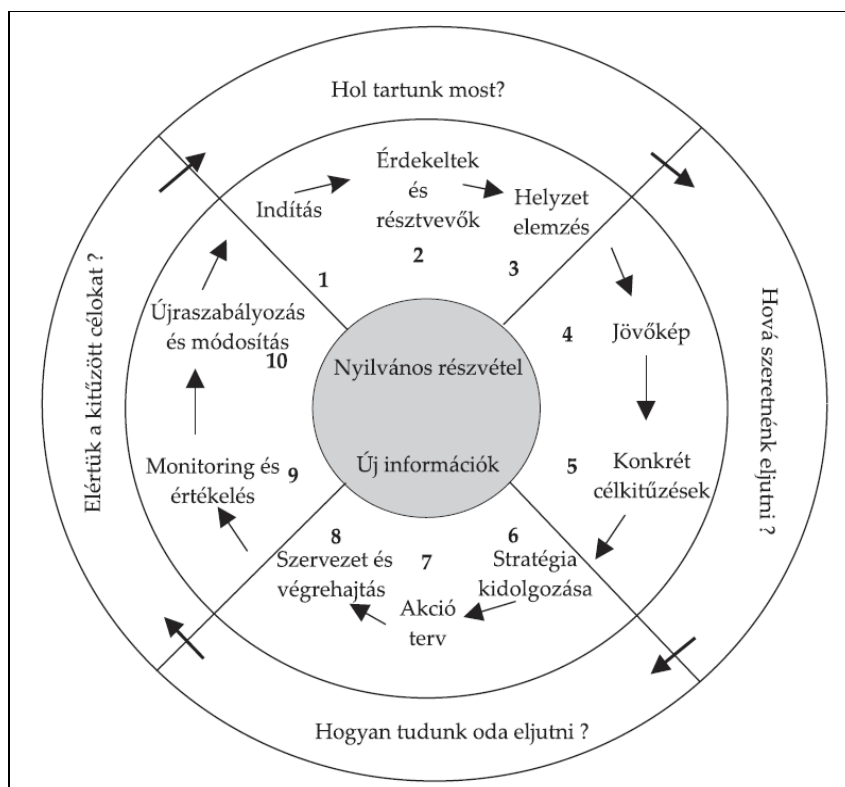 Hol tartunk most?
Érdekeltek
és
résztvevők
Indítás
Helyzet
elemzés
1
2
3
4
Jövőkép
5
Konkrét
célkitűzések
Hová szeretnénk eljutni ?
6
Stratégia
kidolgozása
7
Akció
terv
8
Szervezet és
végrehajtás
Hogyan tudunk oda eljutni ?
9
Monitoring és
értékelés
Újraszabályozás
és módosítás
10
Elértük a kitűzött célokat ?
Nyilvános részvétel
Új információk